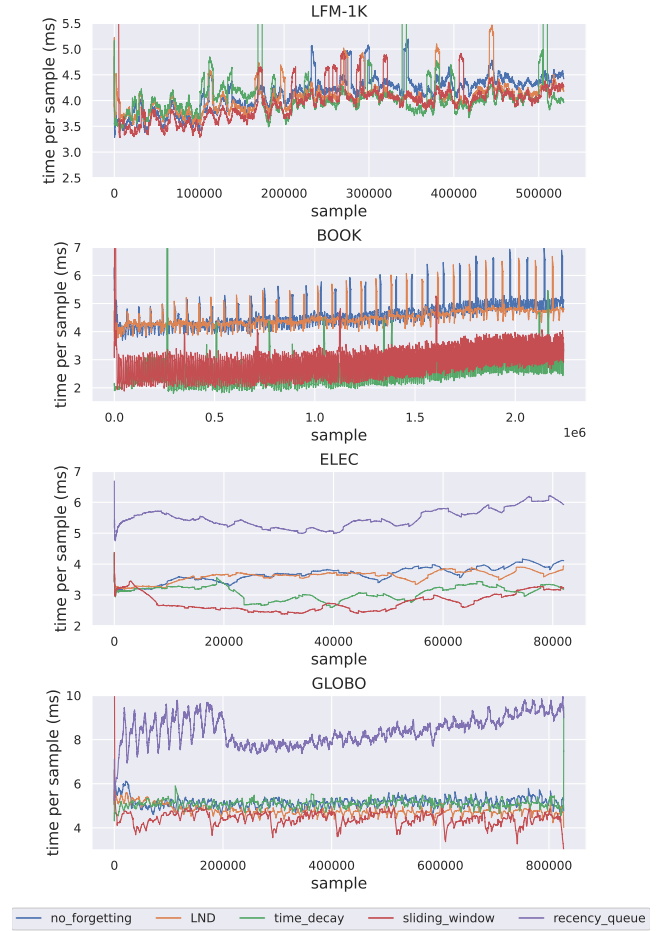 LFM-1K
5.5
5.0
4.5
4.0
3.5
3.0
2.5
time per sample (ms)
0 100000 200000 300000 400000 500000
sample
BOOK
7
6
5
4
3
2
time per sample (ms)
0.0 0.5 1.0 1.5 2.0
1e6
sample
ELEC
7
6
5
4
3
2
time per sample (ms)
0 20000 40000 60000 80000
sample
GLOBO
10
8
6
4
time per sample (ms)
0 200000 400000 600000 800000
sample
no_forgetting LND time_decay sliding_window recency_queue